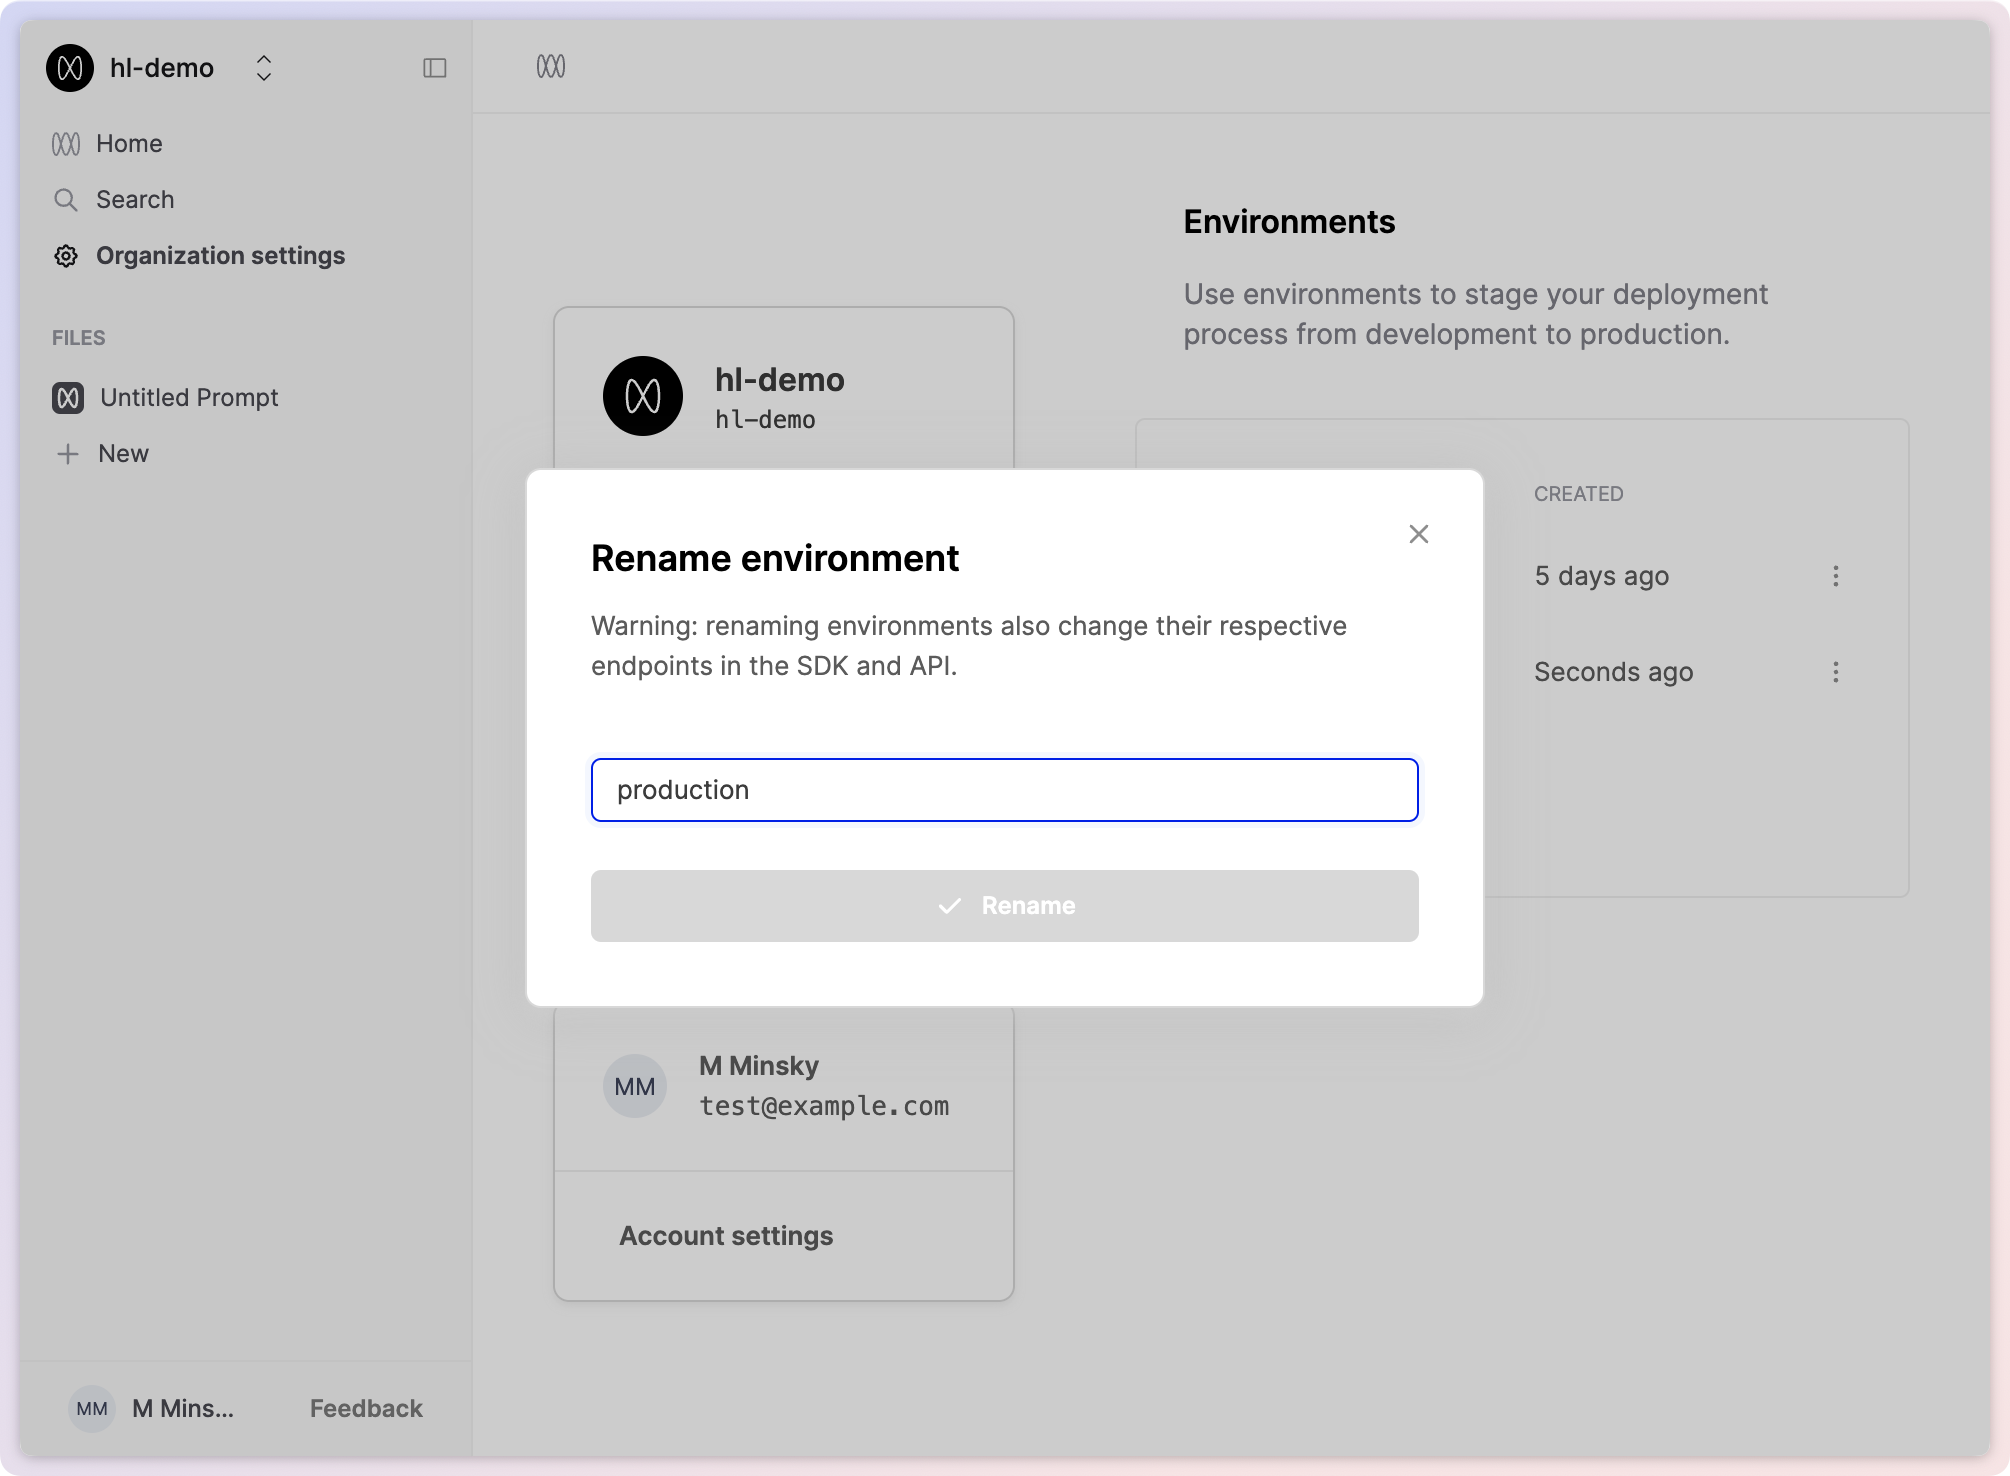 hl-demo
Home
Search
Organization settings
FILES
Untitled Prompt
New
MM
M Mins...
Feedback
hl-demo
hl-demo
Environments
Use environments to stage your deployment
process from development to production.
CREATED
5 days ago
Seconds ago
Rename environment
Warning: renaming environments also change their respective
endpoints in the SDK and API.
production
Rename
MM
M Minsky
test@example.com
Account settings